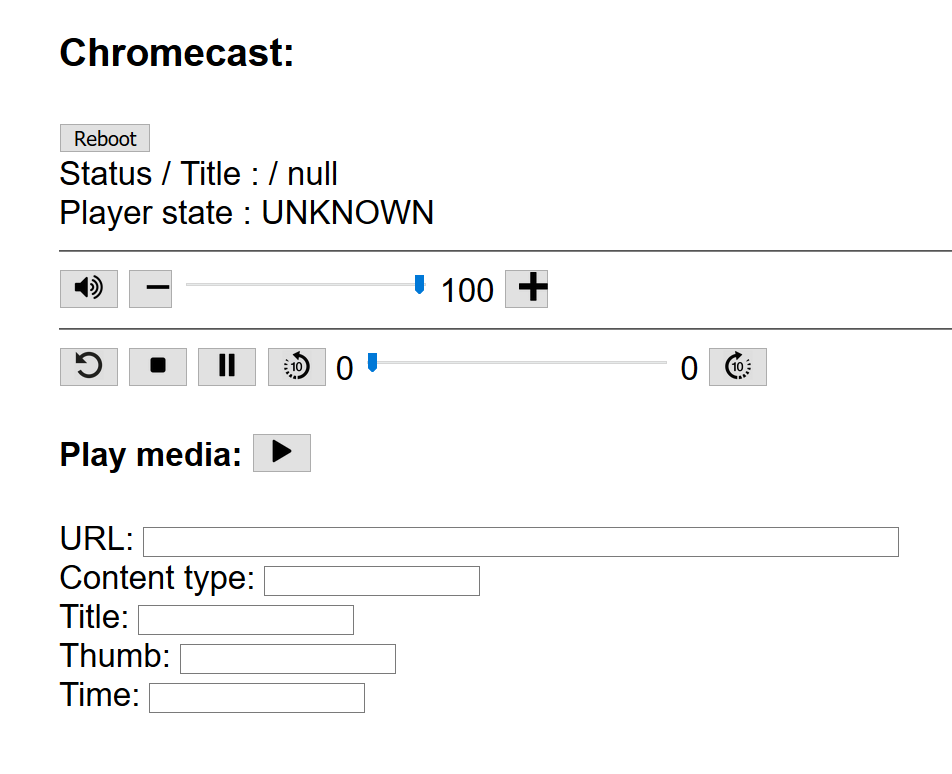 Chromecast:
Reboot
Status / Title : / null
Player state : UNKNOWN
100
10 0 0 10
Play media:
URL:
Content type:
Title:
Thumb:
Time: